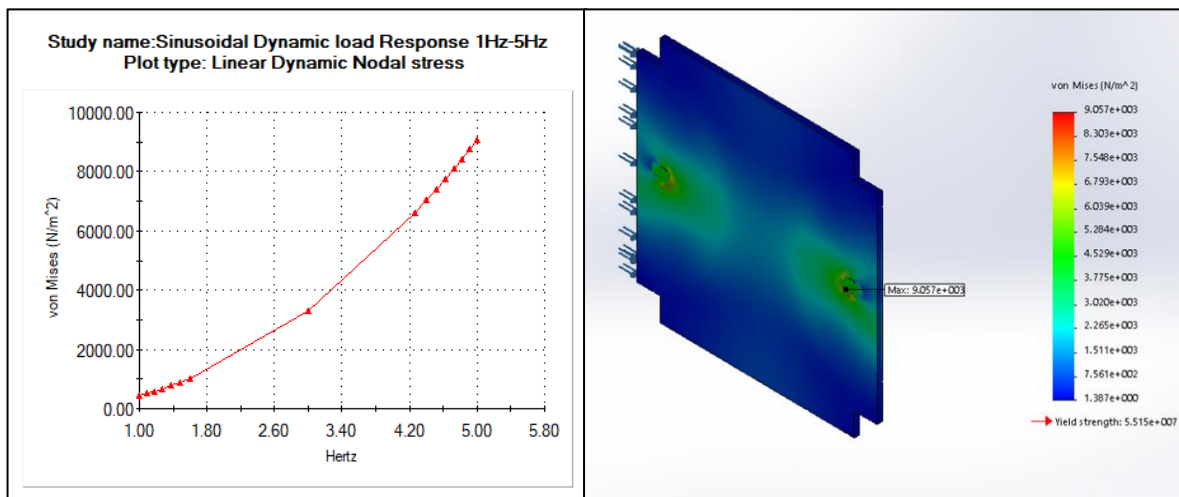 Study name:Sinusoidal Dynamic load Response 1Hz-5Hz
Plot type: Linear Dynamic Nodal stress
von Mises (N/m^2)
10000.00
8000.00
6000.00
4000.00
2000.00
0.00
1.00 1.80 2.60 3.40 4.20 5.00 5.80
Hertz
von Mises (N/m^2)
9.057e+003
8.303e+003
7.548e+003
6.793e+003
6.039e+003
5.284e+003
4.529e+003
3.775e+003
3.020e+003
2.265e+003
1.511e+003
7.561e+002
1.387e+000
Yield strength: 5.515e+007
Max: 9.057e+003